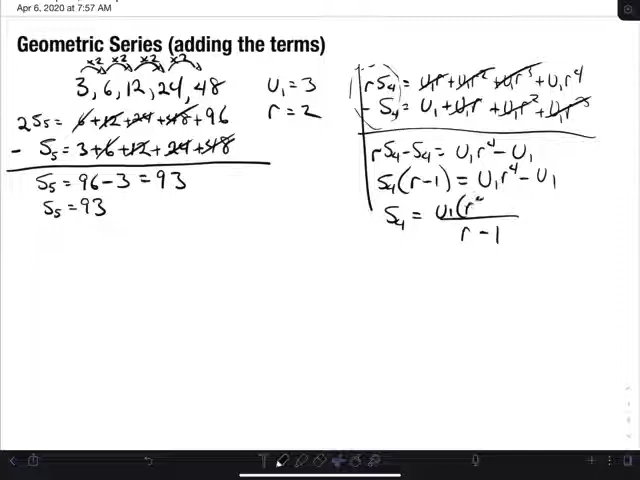 Apr 6, 2020 at 7:57 AM
Geometric Series (adding the terms)
×2 ×2 ×2 ×2
3, 6, 12, 24, 48
U₁ = 3
r = 2
2S₅ = 6 + 12 + 24 + 48 + 96
- S₅ = 3 + 6 + 12 + 24 + 48
S₅ = 96 - 3 = 93
S₅ = 93
rS₄ = U₁r + U₁r² + U₁r³ + U₁r⁴
- S₄ = U₁ + U₁r + U₁r² + U₁r³
rS₄ - S₄ = U₁r⁴ - U₁
S₄(r - 1) = U₁r⁴ - U₁
S₄ = U₁(r⁴
r - 1